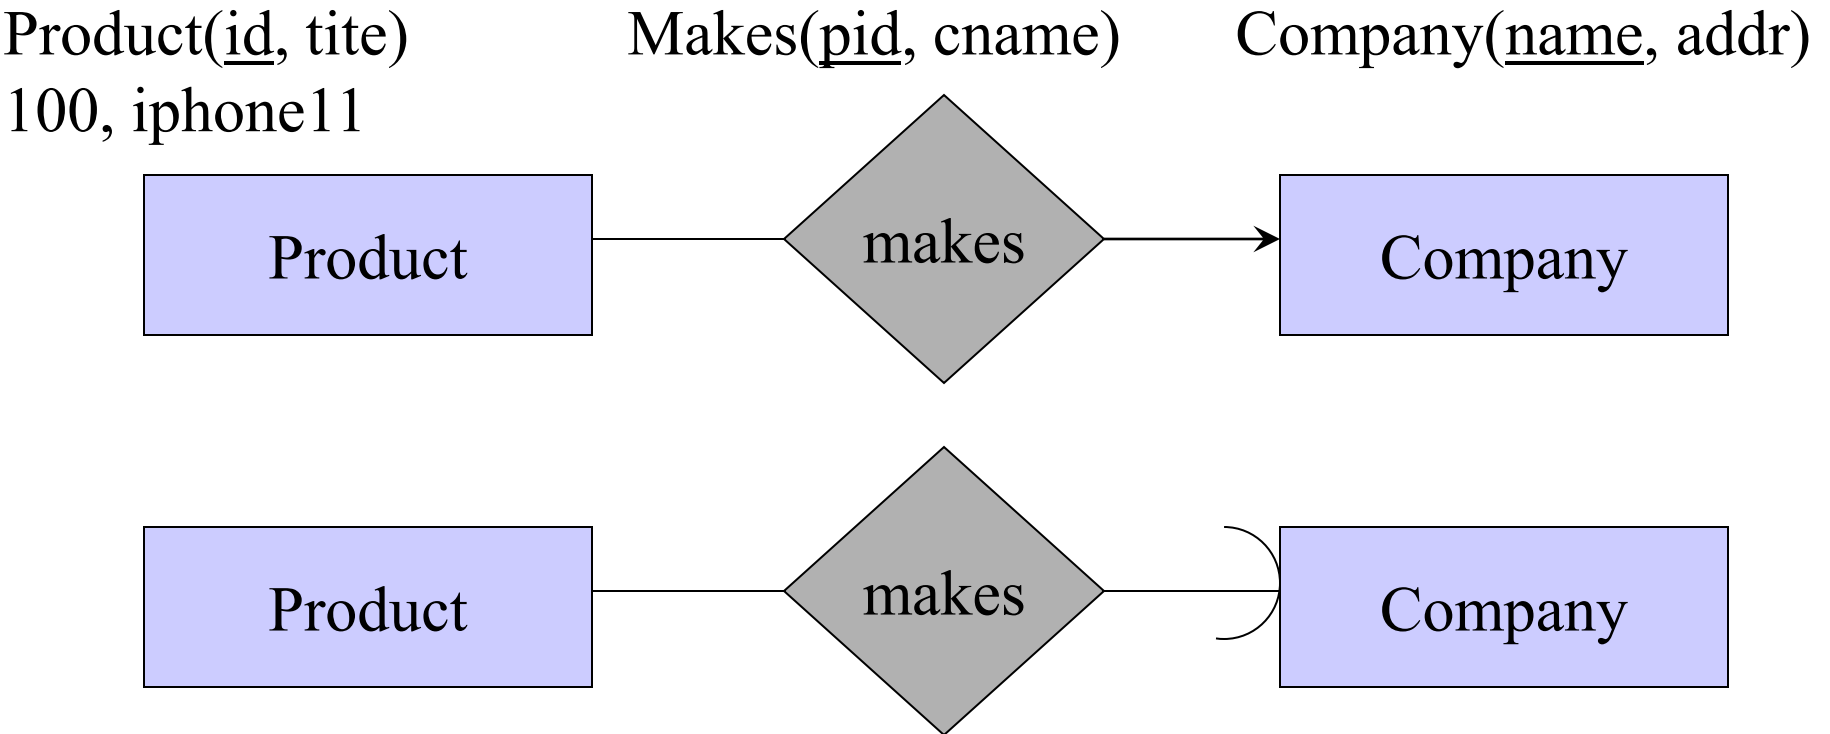 Product(id, tite) Makes(pid, cname) Company(name, addr)
100, iphone11
Product makes Company
Product makes Company